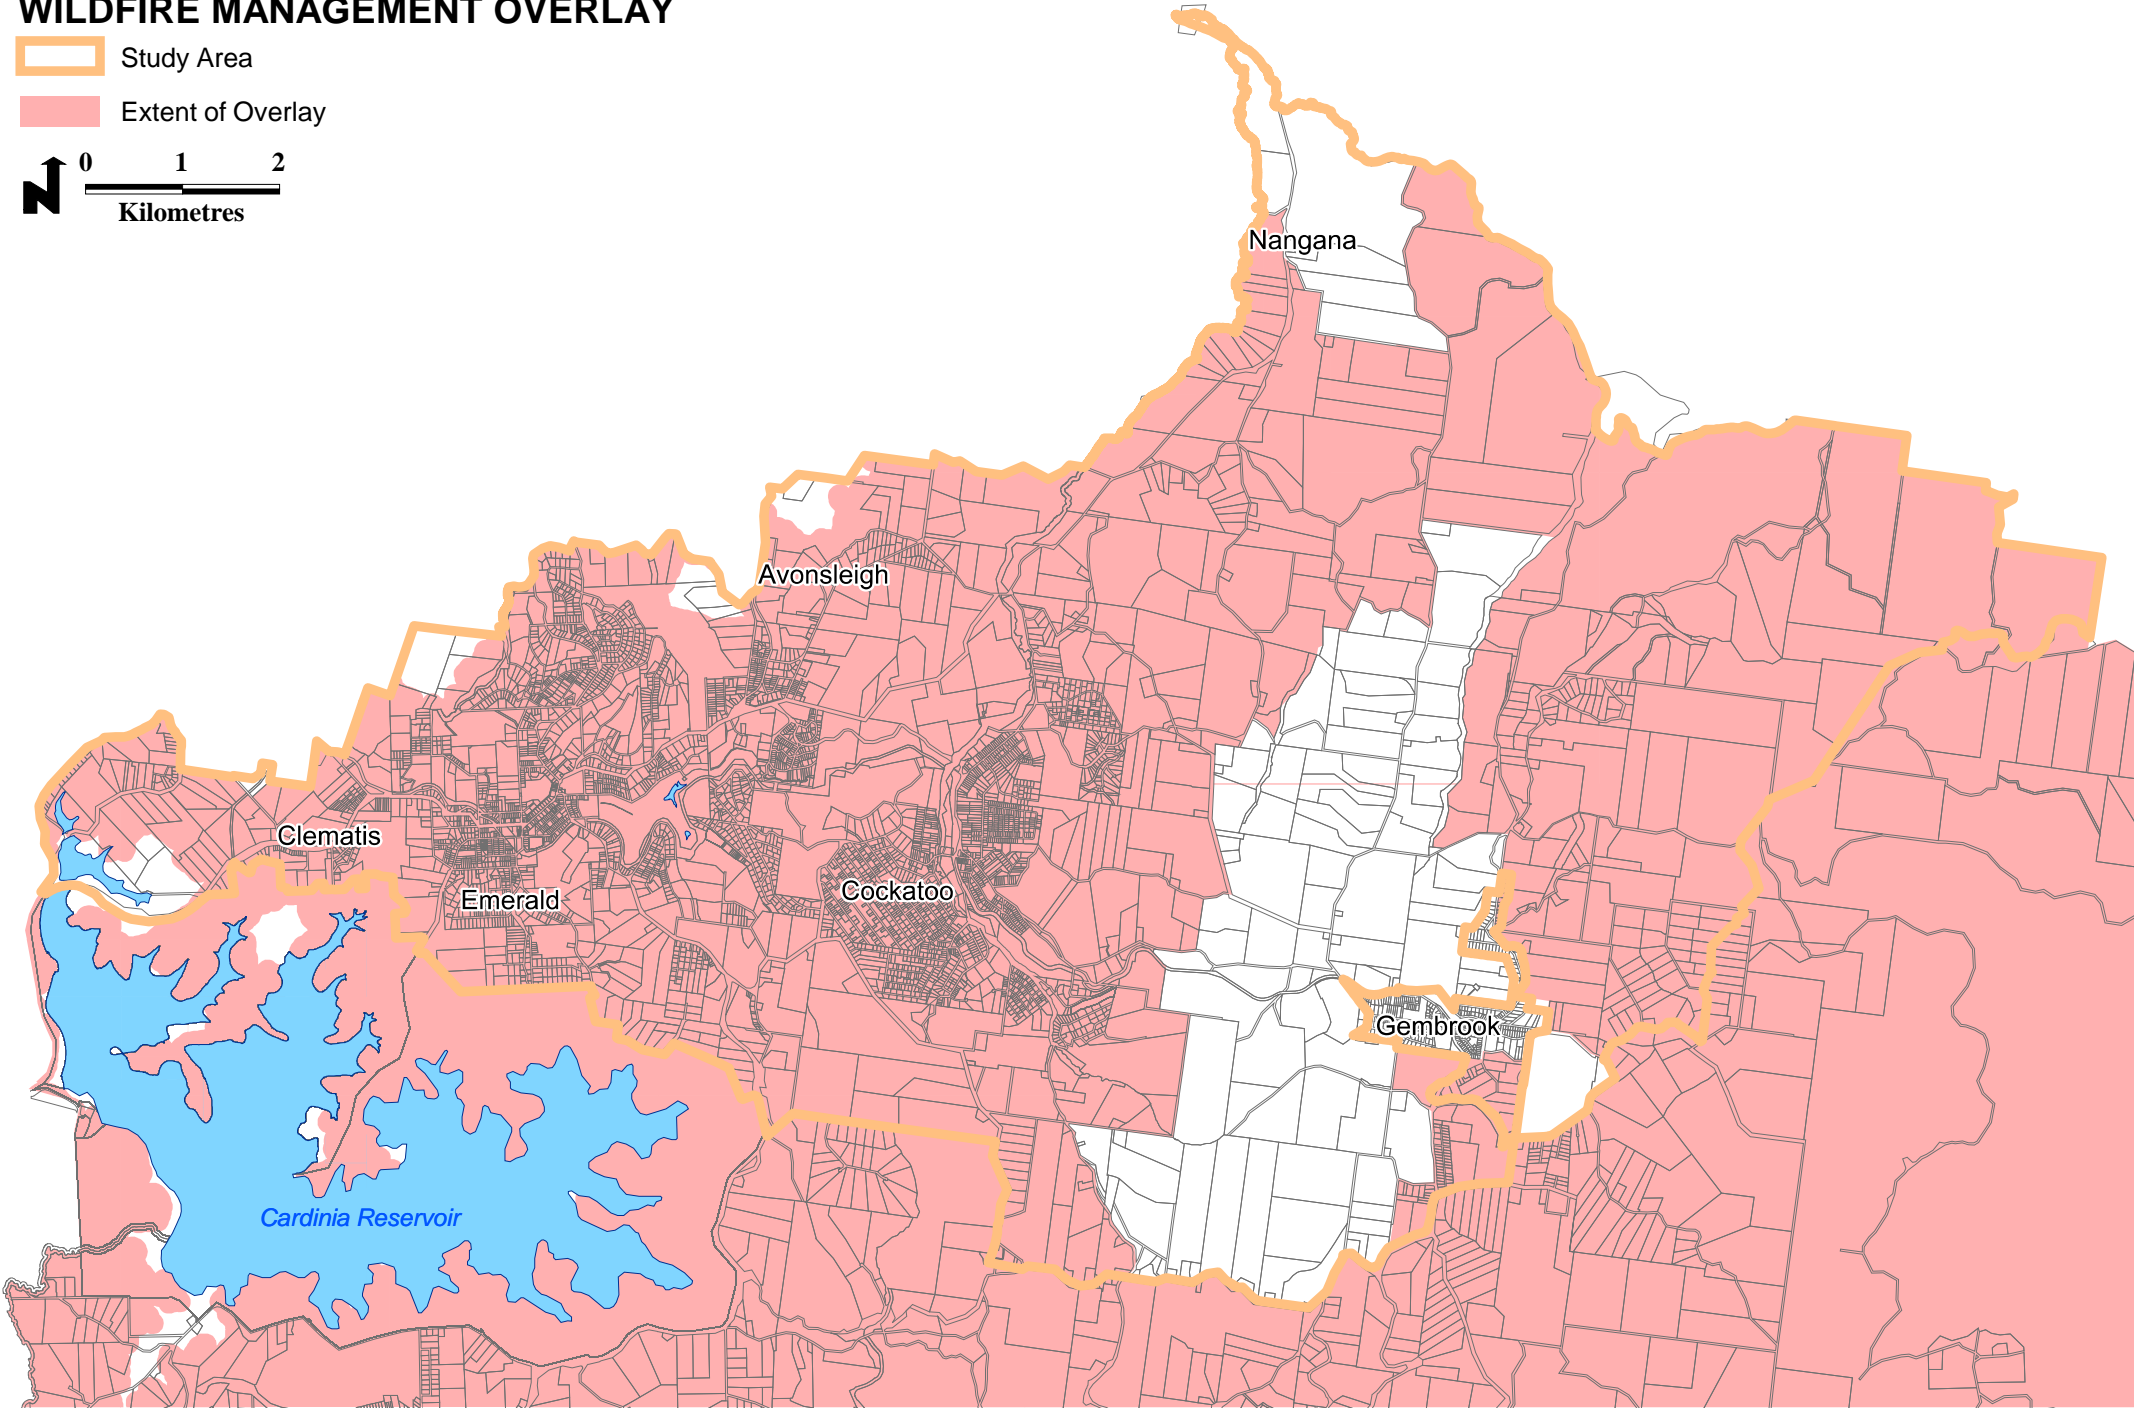 WILDFIRE MANAGEMENT OVERLAY
Study Area
Extent of Overlay
0 1 2
N
Kilometres
Nangana
Avonsleigh
Clematis
Emerald
Cockatoo
Gembrook
Cardinia Reservoir